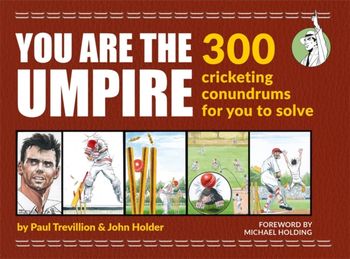 YOU ARE THE
UMPIRE
300
cricketing
conundrums
for you to solve
by Paul Trevillion & John Holder
FOREWORD BY
MICHAEL HOLDING